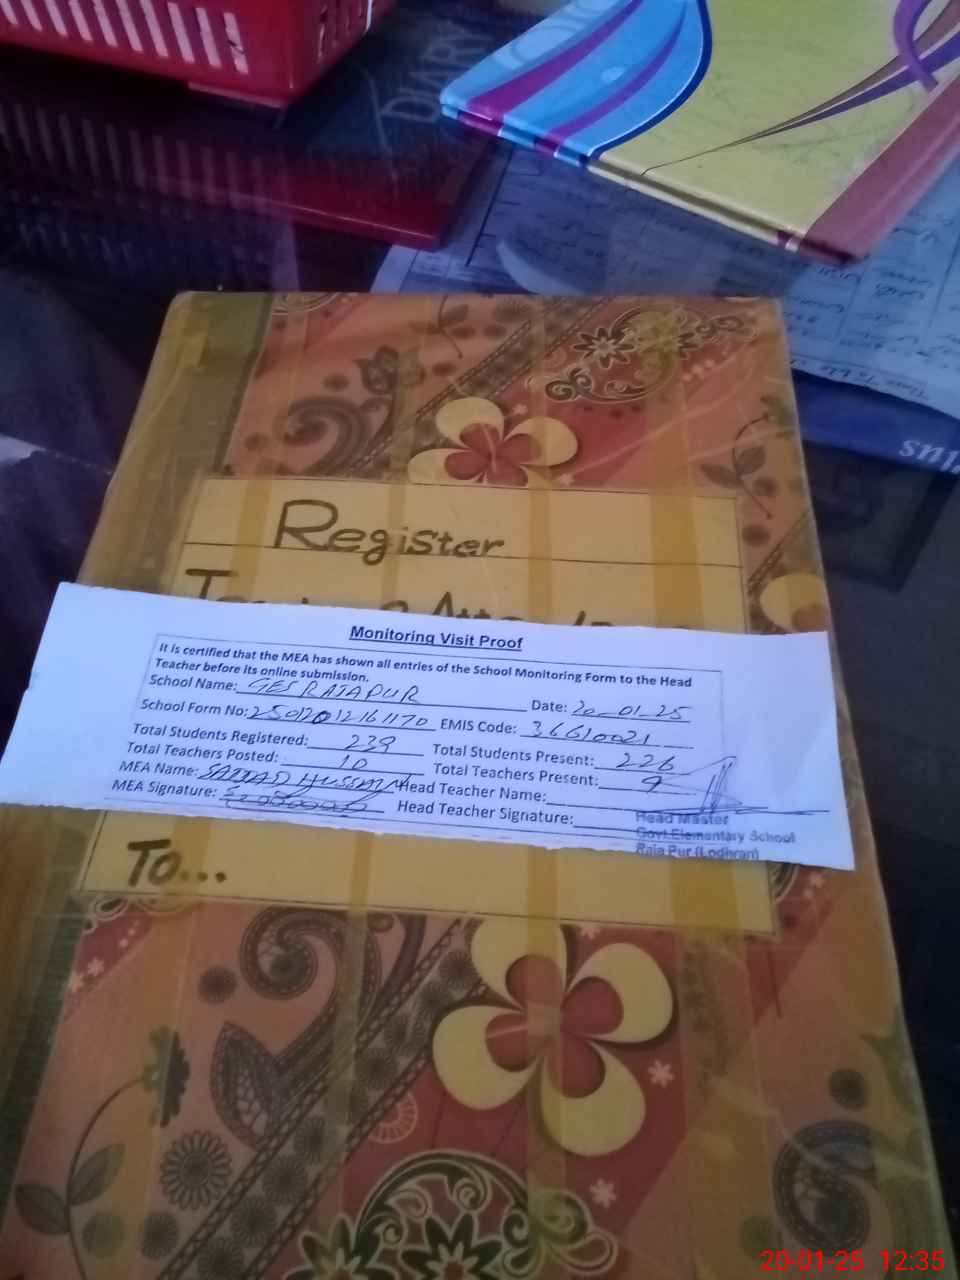 DIARY
Time Table
Register
To...
Monitoring Visit Proof
It is certified that the MEA has shown all entries of the School Monitoring Form to the Head
Teacher before its online submission.
School Name: GES RAJAPUR Date: 20-01-25
School Form No: EMIS Code: 36610021
Total Students Registered: 239 Total Students Present: 226
Total Teachers Posted: 10 Total Teachers Present: 9
MEA Name: Head Teacher Name:
MEA Signature: Head Teacher Signature:
Head Master
Govt.Elementary School
Raja Pur (Lodhran)
20-01-25 12:35